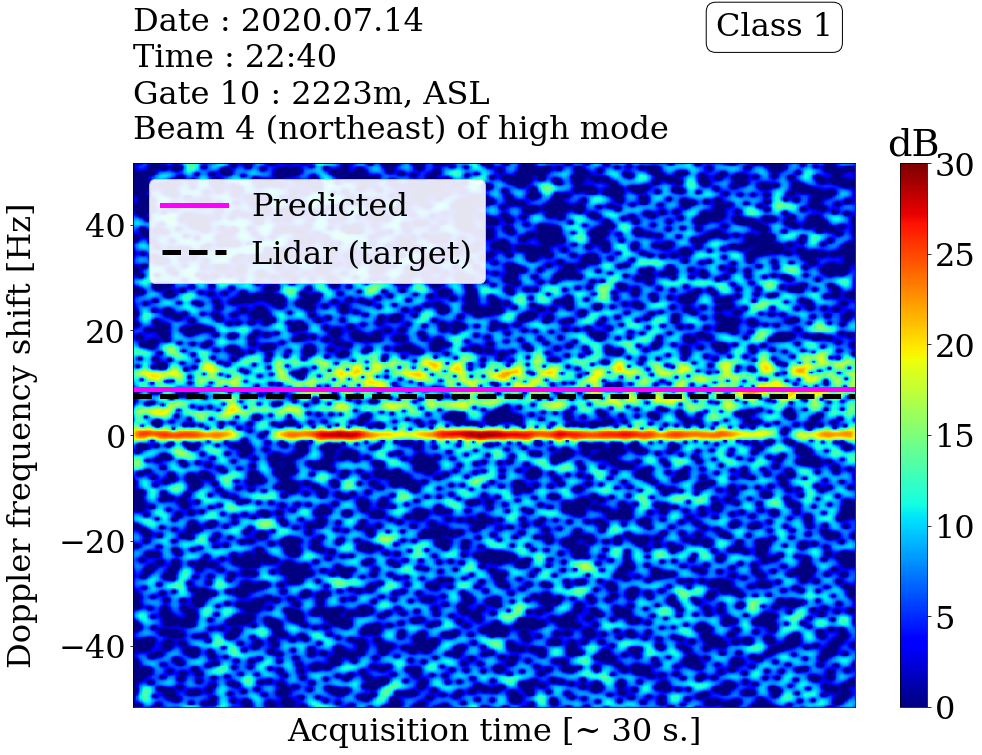 Date : 2020.07.14
Time : 22:40
Gate 10 : 2223m, ASL
Beam 4 (northeast) of high mode
Class 1
dB
Predicted
Lidar (target)
Doppler frequency shift [Hz]
40
20
0
−20
−40
Acquisition time [~ 30 s.]
30
25
20
15
10
5
0